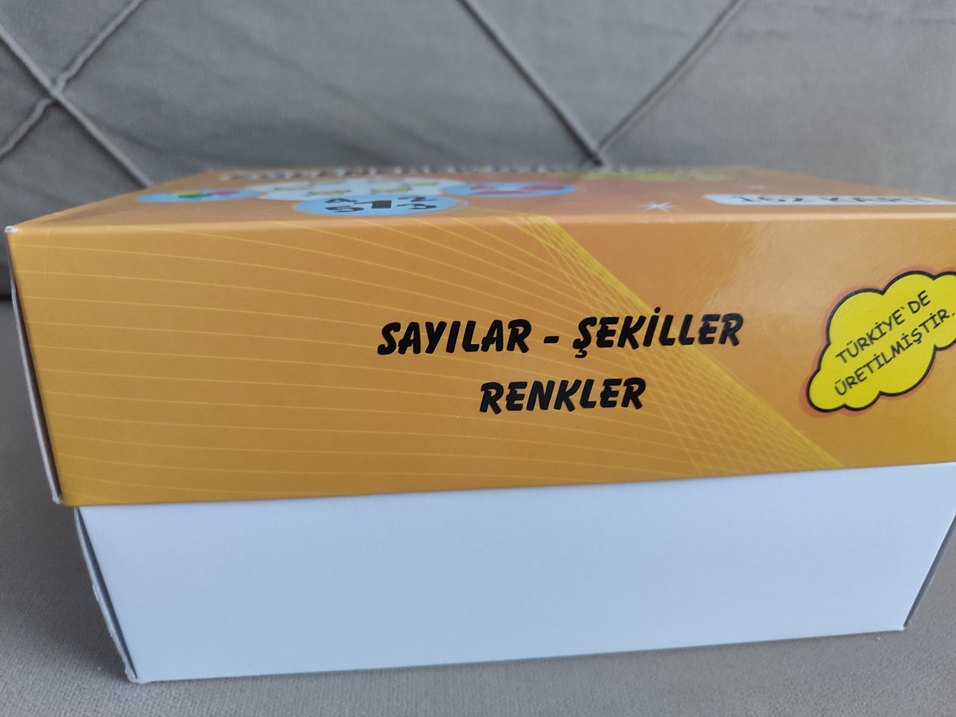 SAYILAR - ŞEKİLLER
RENKLER
TÜRKİYE'DE
ÜRETİLMİŞTİR.